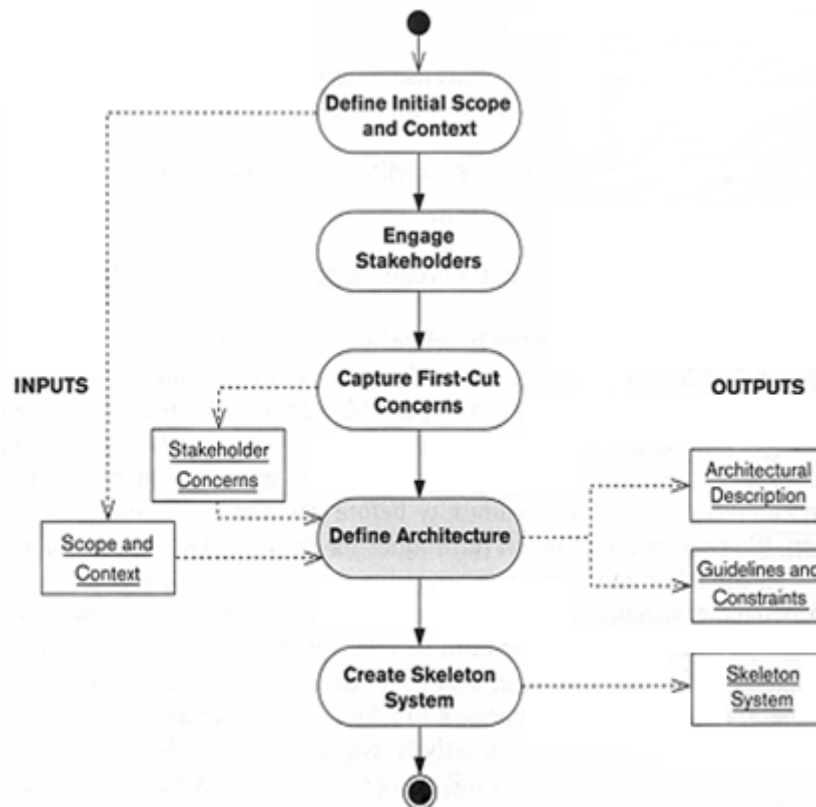 Define Initial Scope
and Context
Engage
Stakeholders
INPUTS
Capture First-Cut
Concerns
OUTPUTS
Stakeholder
Concerns
Architectural
Description
Define Architecture
Scope and
Context
Guidelines and
Constraints
Create Skeleton
System
Skeleton
System